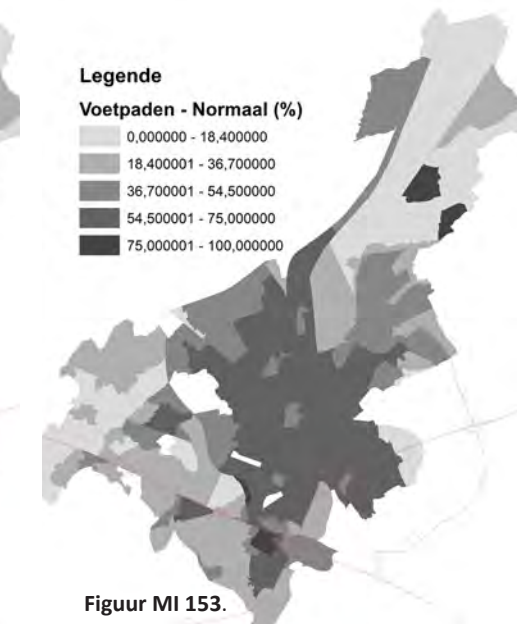 Legende
Voetpaden - Normaal (%)
0,000000 - 18,400000
18,400001 - 36,700000
36,700001 - 54,500000
54,500001 - 75,000000
75,000001 - 100,000000
Figuur MI 153.